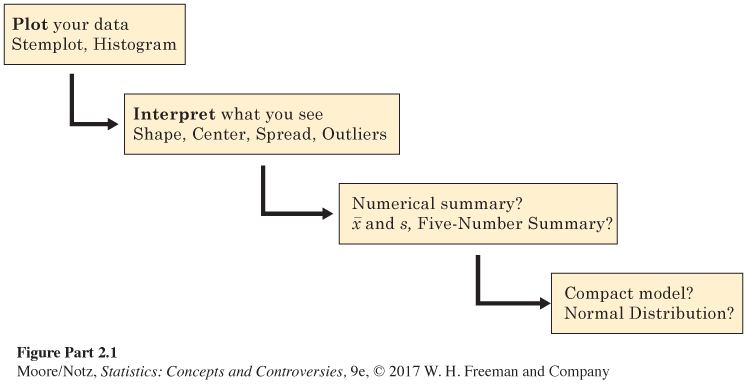 Plot your data
Stemplot, Histogram
Interpret what you see
Shape, Center, Spread, Outliers
Numerical summary?
x̄ and s, Five-Number Summary?
Compact model?
Normal Distribution?
Figure Part 2.1
Moore/Notz, Statistics: Concepts and Controversies, 9e, © 2017 W. H. Freeman and Company